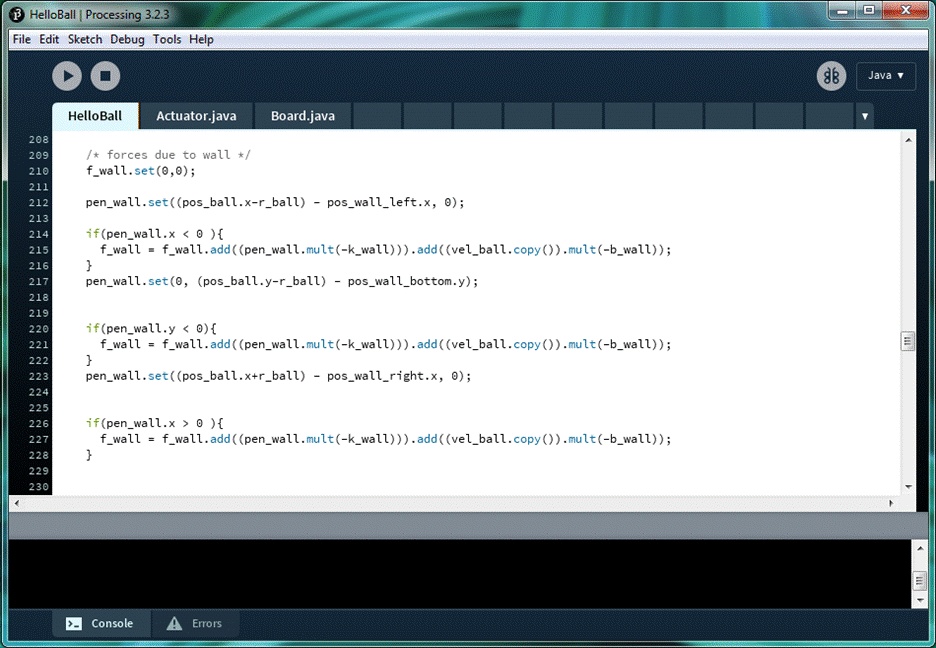 HelloBall | Processing 3.2.3
File Edit Sketch Debug Tools Help
Java ▼
HelloBall Actuator.java Board.java ▼
208
209 /* forces due to wall */
210 f_wall.set(0,0);
211
212 pen_wall.set((pos_ball.x-r_ball) - pos_wall_left.x, 0);
213
214 if(pen_wall.x < 0 ){
215 f_wall = f_wall.add((pen_wall.mult(-k_wall))).add((vel_ball.copy()).mult(-b_wall));
216 }
217 pen_wall.set(0, (pos_ball.y-r_ball) - pos_wall_bottom.y);
218
219
220 if(pen_wall.y < 0){
221 f_wall = f_wall.add((pen_wall.mult(-k_wall))).add((vel_ball.copy()).mult(-b_wall));
222 }
223 pen_wall.set((pos_ball.x+r_ball) - pos_wall_right.x, 0);
224
225
226 if(pen_wall.x > 0 ){
227 f_wall = f_wall.add((pen_wall.mult(-k_wall))).add((vel_ball.copy()).mult(-b_wall));
228 }
229
230
Console Errors